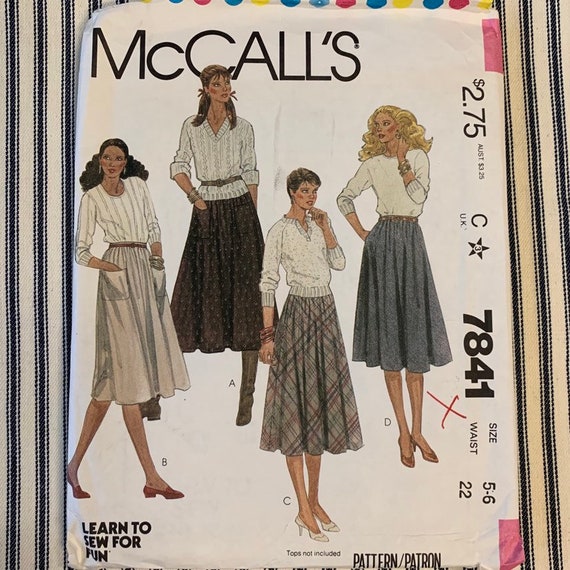 McCALL'S®
$2.75
AUST $3.25
C
U.K.
3
7841
SIZE 5-6
WAIST 22
A
B
C
D
LEARN TO
SEW FOR
FUN
Tops not included
PATTERN/PATRON